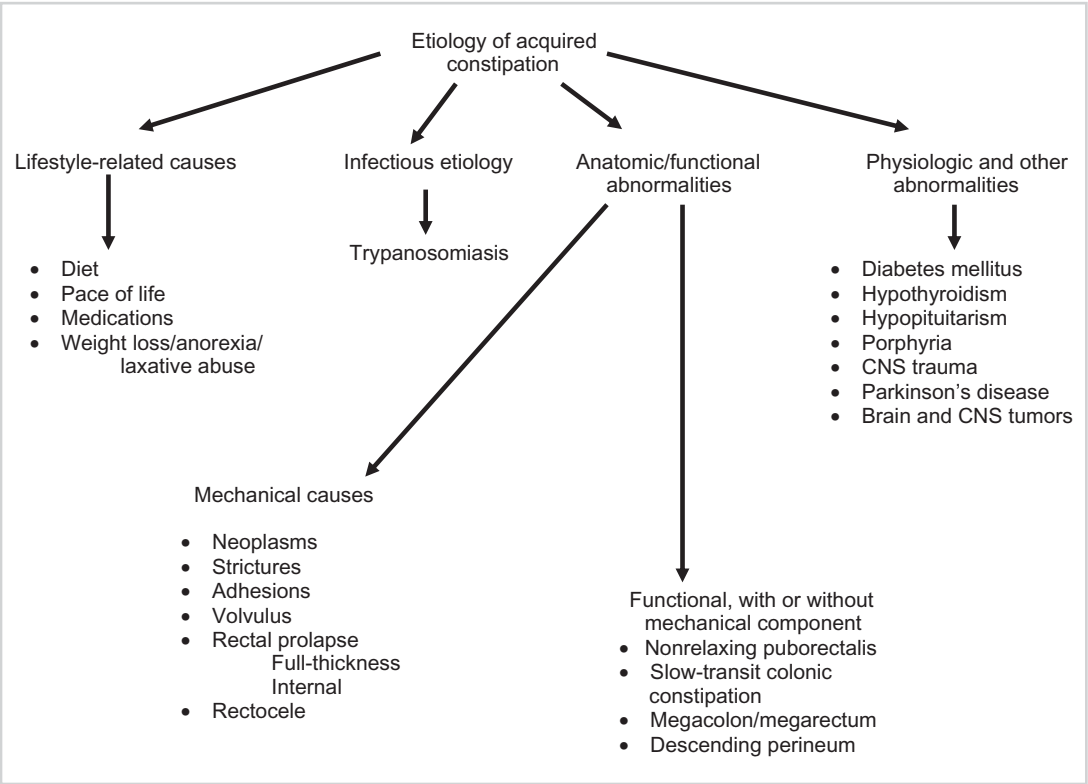 Etiology of acquired
constipation
Lifestyle-related causes
• Diet
• Pace of life
• Medications
• Weight loss/anorexia/
laxative abuse
Infectious etiology
Trypanosomiasis
Anatomic/functional
abnormalities
Mechanical causes
• Neoplasms
• Strictures
• Adhesions
• Volvulus
• Rectal prolapse
Full-thickness
Internal
• Rectocele
Functional, with or without
mechanical component
• Nonrelaxing puborectalis
• Slow-transit colonic
constipation
• Megacolon/megarectum
• Descending perineum
Physiologic and other
abnormalities
• Diabetes mellitus
• Hypothyroidism
• Hypopituitarism
• Porphyria
• CNS trauma
• Parkinson's disease
• Brain and CNS tumors